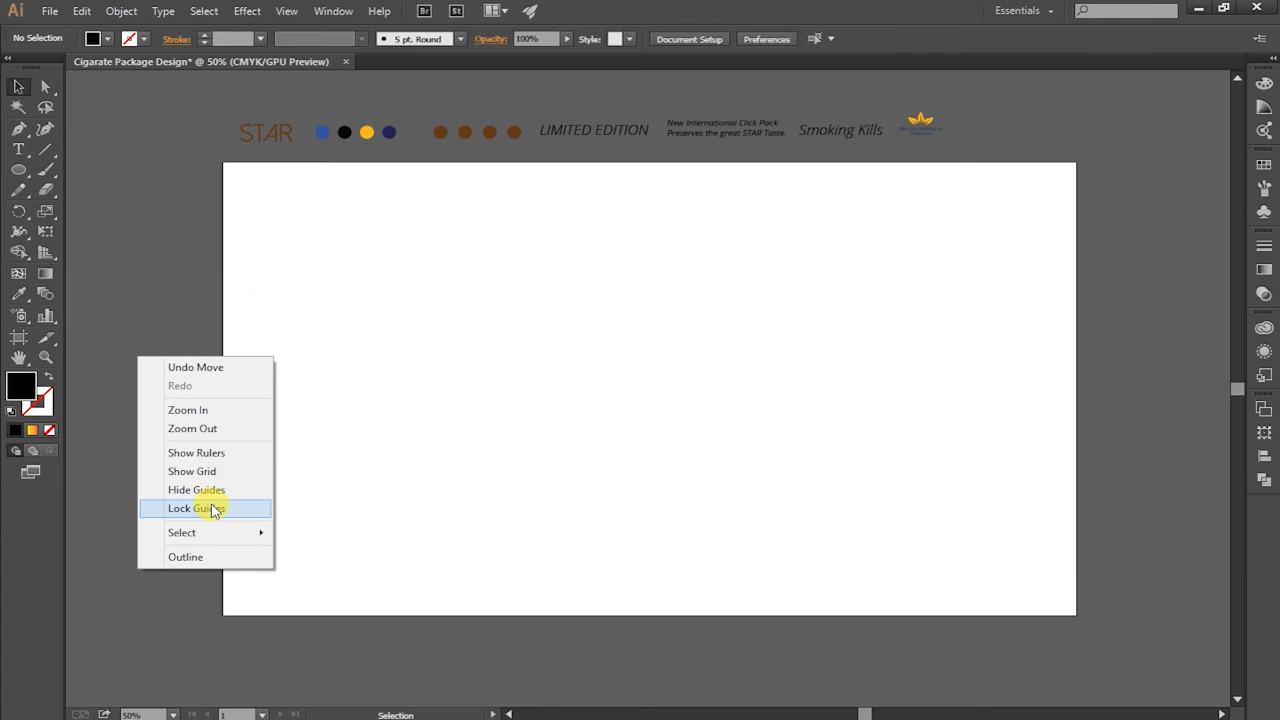 Ai File Edit Object Type Select Effect View Window Help Br St Essentials
No Selection Stroke: 5 pt. Round Opacity: 100% Style: Document Setup Preferences
Cigarate Package Design* @ 50% (CMYK/GPU Preview) ×
STAR LIMITED EDITION
New International Click Pack
Preserves the great STAR Taste.
Smoking Kills
Undo Move
Redo
Zoom In
Zoom Out
Show Rulers
Show Grid
Hide Guides
Lock Guides
Select
Outline
50% 1 Selection